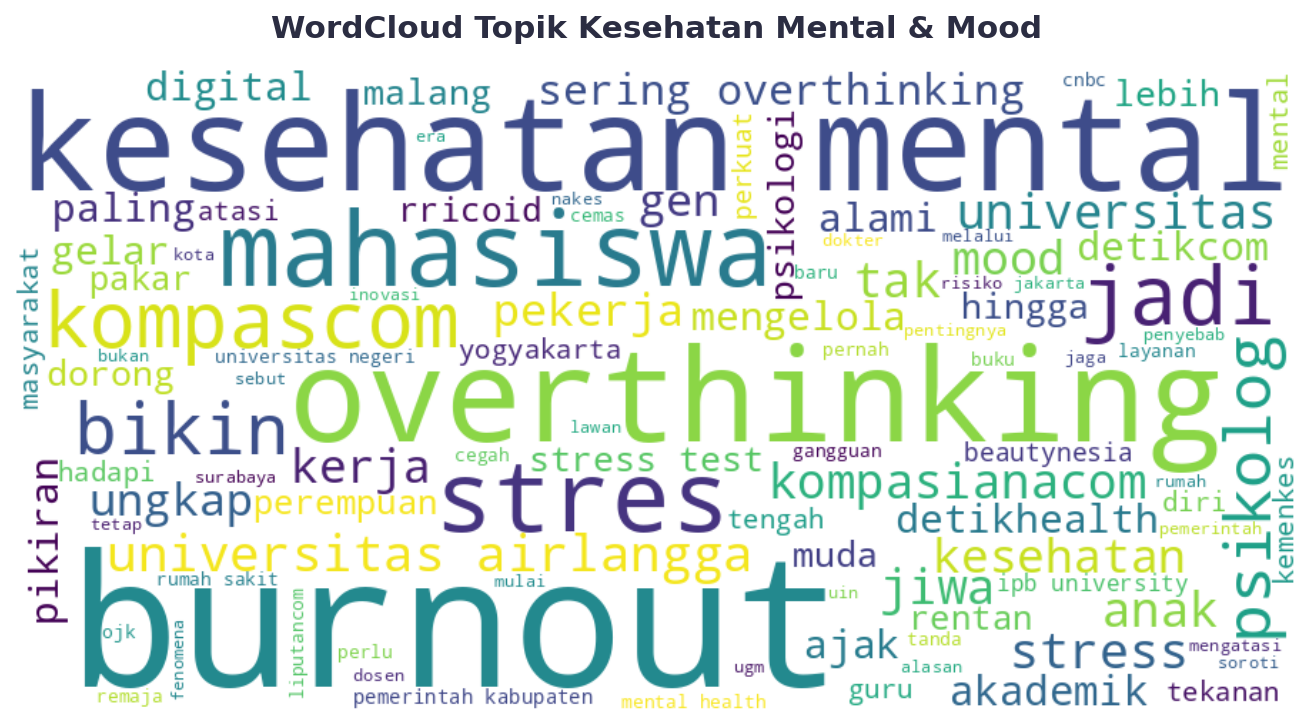 WordCloud Topik Kesehatan Mental & Mood
digital malang sering overthinking cnbc lebih
kesehatan mental
era perkuat psikologi mental
paling atasi rricoid nakes cemas gen alami universitas
gelar kota mahasiswa dokter melalui mood detikcom
masyarakat pakar inovasi baru tak risiko jakarta jadi
kompascom pekerja mengelola hingga pentingnya penyebab
bukan universitas negeri yogyakarta pernah buku jaga layanan
dorong sebut overthinking psikolog
bikin lawan
pikiran hadapi surabaya kerja cegah stress test gangguan beautynesia
ungkap perempuan stres kompasianacom rumah diri kemenkes
tetap tengah detikhealth pemerintah
universitas airlangga muda kesehatan
rumah sakit mulai jiwa ipb university
burnout uin rentan anak
ojk fenomena liputancom perlu ajak tanda stress mengatasi
dosen ugm alasan soroti
remaja pemerintah kabupaten mental health guru akademik tekanan